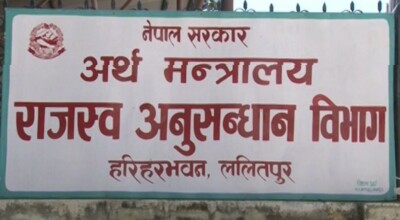 नेपाल सरकार
अर्थ मन्त्रालय
राजस्व अनुसन्धान विभाग
हरिहरभवन, ललितपुर